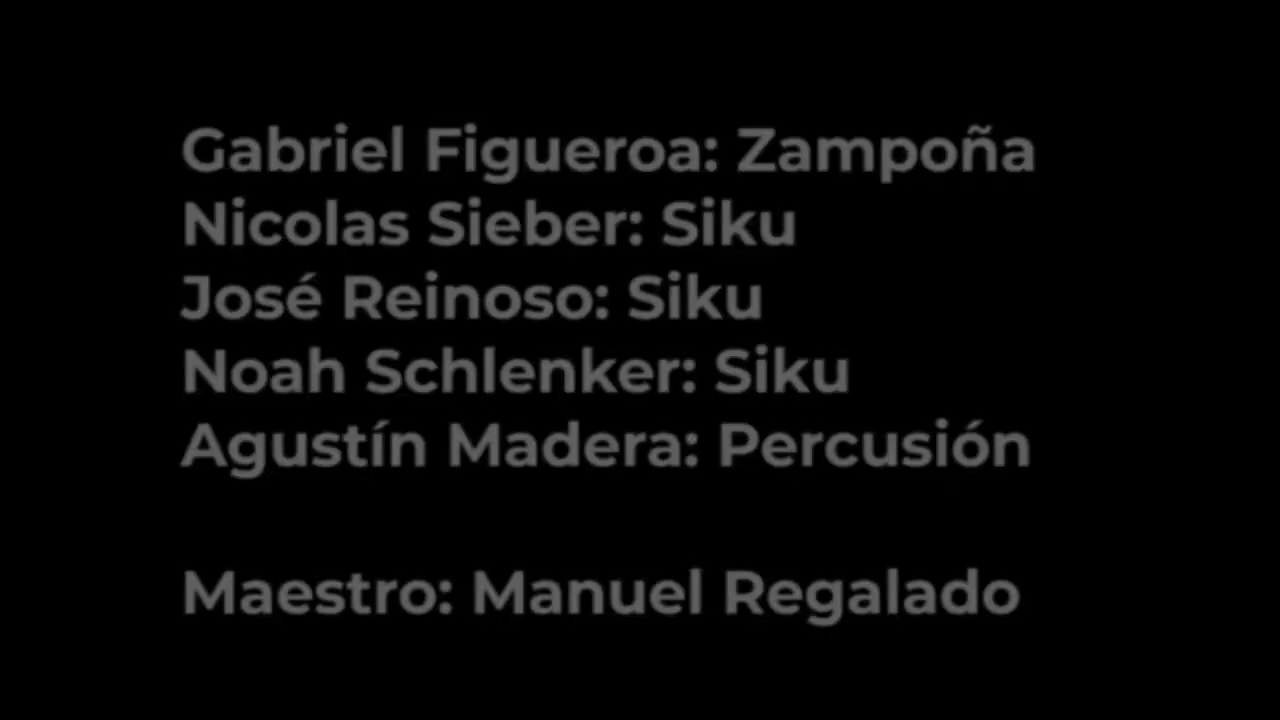 Gabriel Figueroa: Zampoña
Nicolas Sieber: Siku
José Reinoso: Siku
Noah Schlenker: Siku
Agustín Madera: Percusión
Maestro: Manuel Regalado